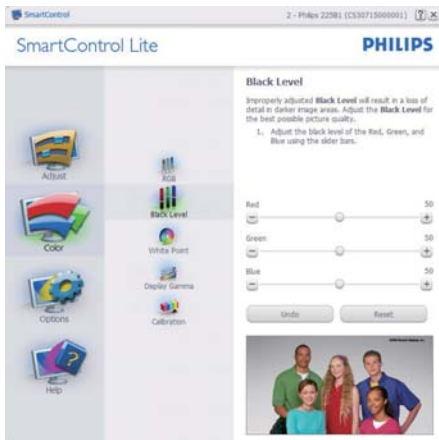 SmartControl
2 - Philips 225B1 (CS30715000001)
SmartControl Lite
PHILIPS
Adjust
Color
Options
Help
RGB
Black Level
White Point
Display Gamma
Calibration
Black Level
Improperly adjusted Black Level will result in a loss of
detail in darker image areas. Adjust the Black Level for
the best possible picture quality.
1. Adjust the black level of the Red, Green, and
Blue using the slider bars.
Red 50
Green 50
Blue 50
Undo Reset